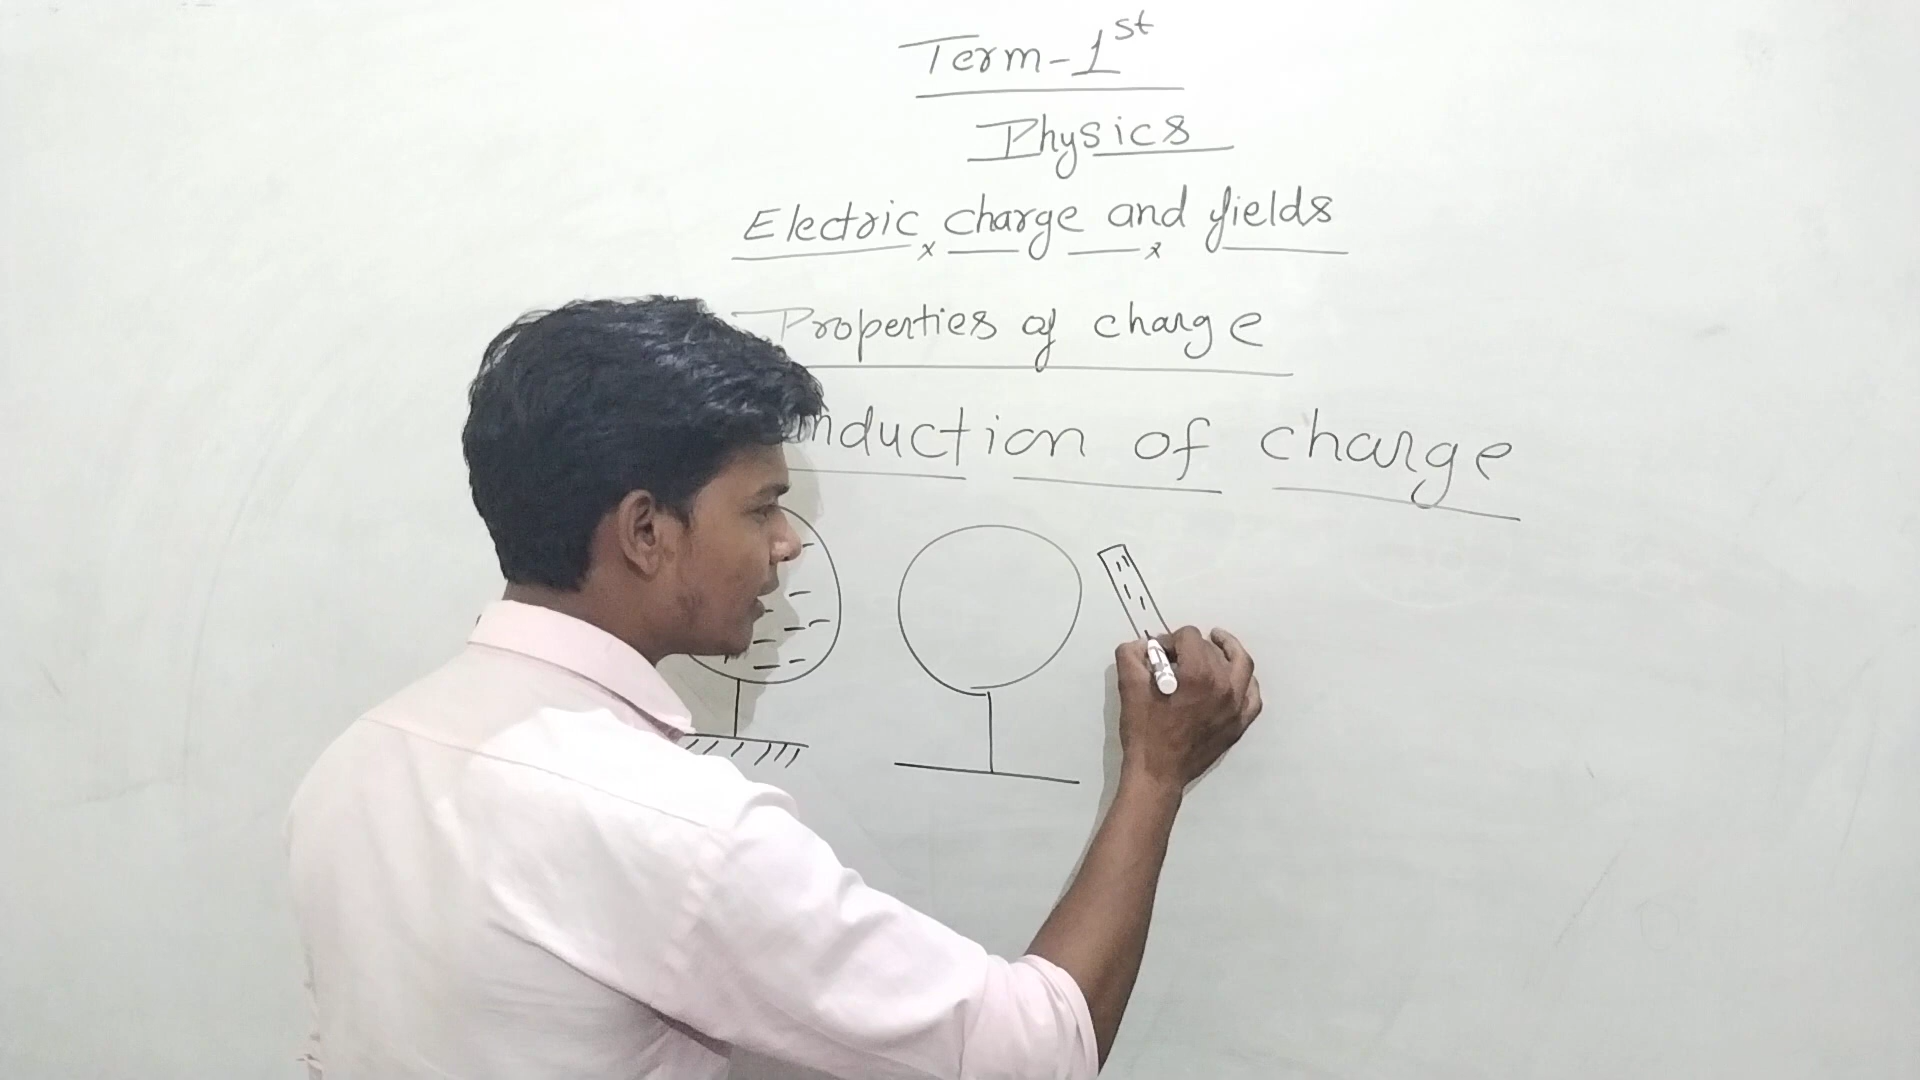 Term-1st
Physics
Electric charge and fields
Properties of charge
nduction of charge